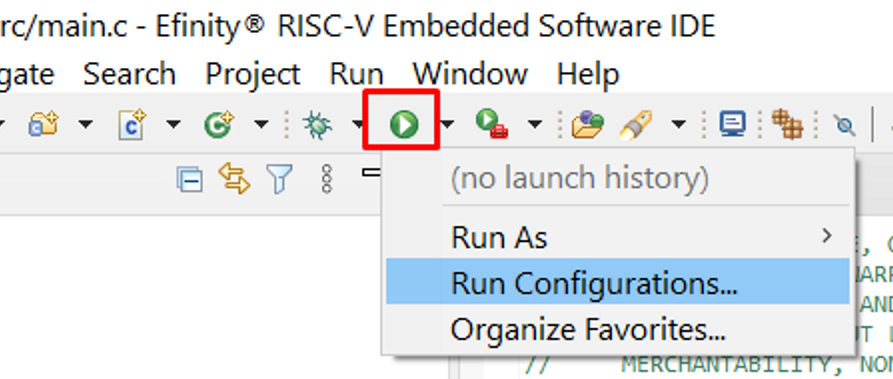 rc/main.c - Efinity® RISC-V Embedded Software IDE
gate Search Project Run Window Help
(no launch history)
Run As
Run Configurations...
Organize Favorites...
// MERCHANTABILITY, NON